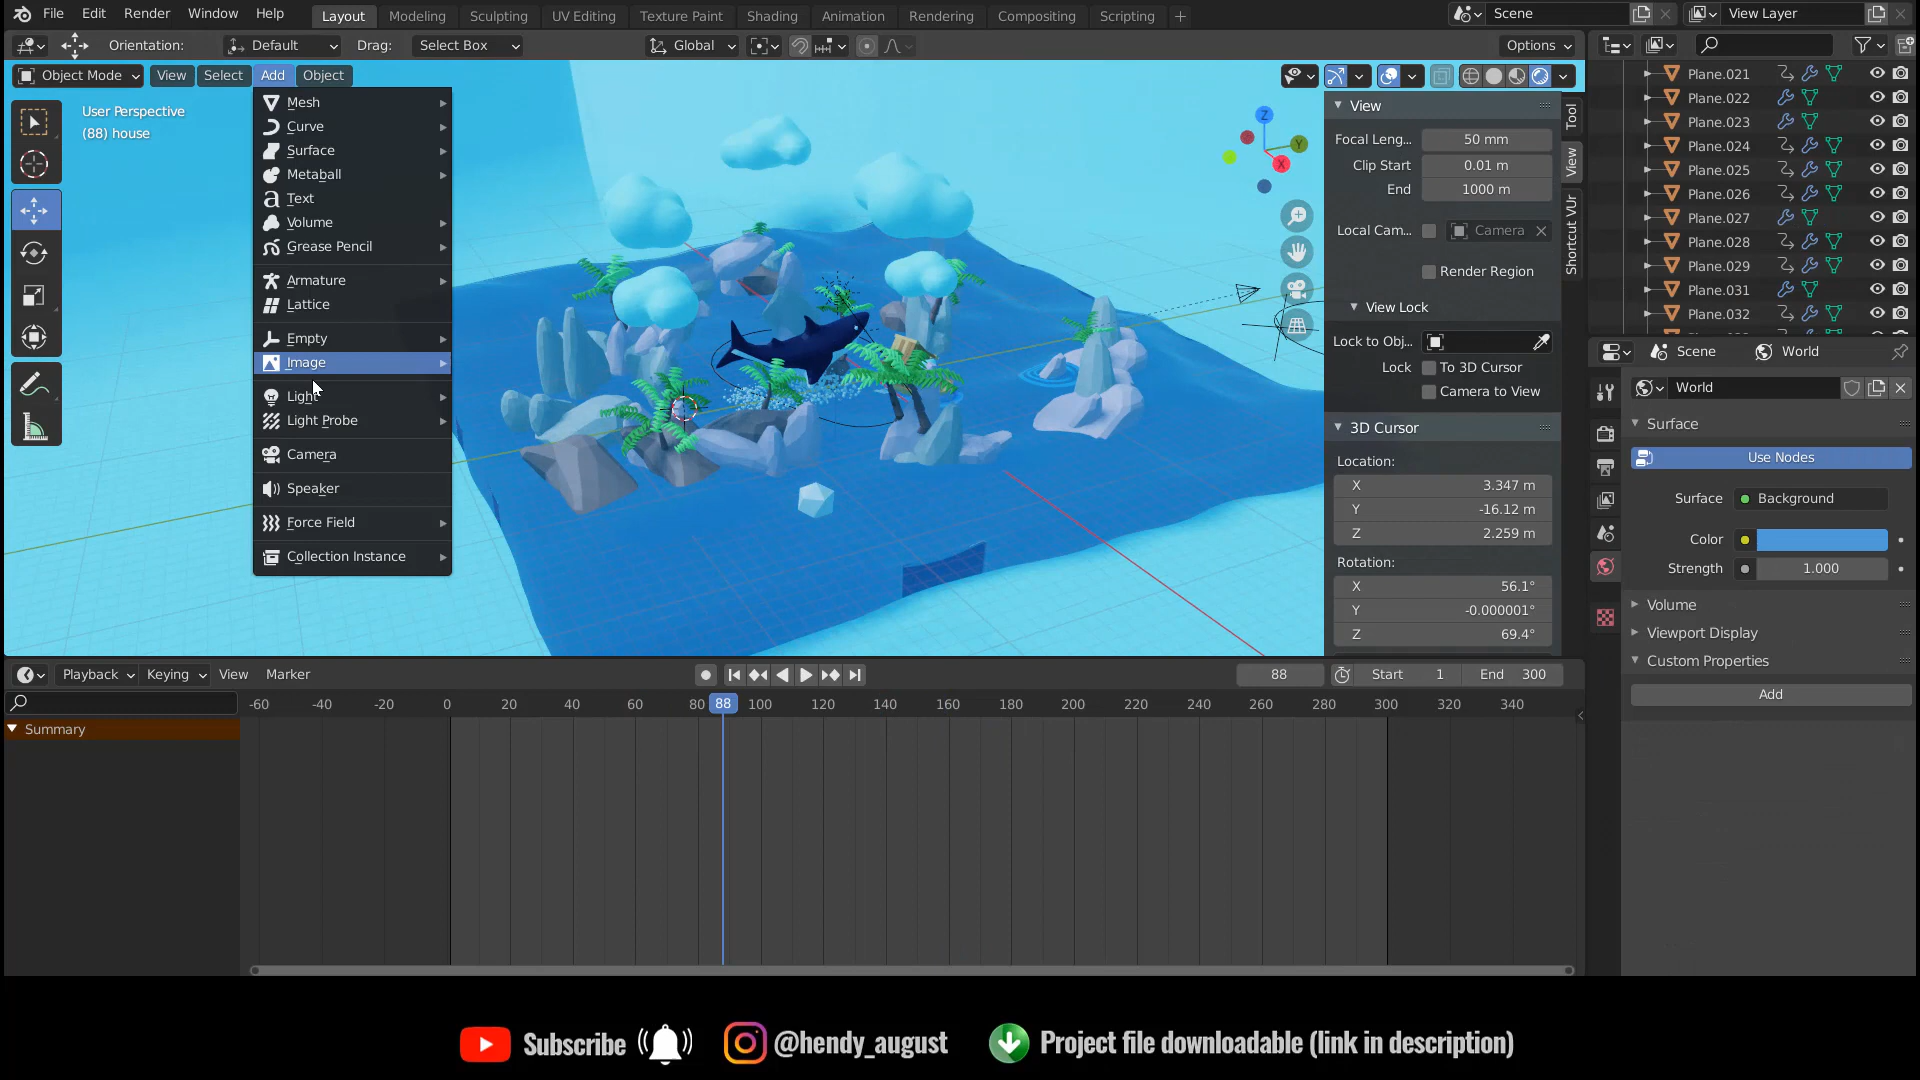 File Edit Render Window Help Layout Modeling Sculpting UV Editing Texture Paint Shading Animation Rendering Compositing Scripting + Scene View Layer
Orientation: Default Drag: Select Box Global Options
Object Mode View Select Add Object
User Perspective
(88) house
Mesh
Curve
Surface
Metaball
Text
Volume
Grease Pencil
Armature
Lattice
Empty
Image
Light
Light Probe
Camera
Speaker
Force Field
Collection Instance
Z
Y
X
View
Focal Leng... 50 mm
Clip Start 0.01 m
End 1000 m
Local Cam... Camera
Render Region
View Lock
Lock to Obj...
Lock To 3D Cursor
Camera to View
3D Cursor
Location:
X 3.347 m
Y -16.12 m
Z 2.259 m
Rotation:
X 56.1°
Y -0.000001°
Z 69.4°
Tool
View
Shortcut VUr
Plane.021
Plane.022
Plane.023
Plane.024
Plane.025
Plane.026
Plane.027
Plane.028
Plane.029
Plane.031
Plane.032
Scene World
World
Surface
Use Nodes
Surface Background
Color
Strength 1.000
Volume
Viewport Display
Custom Properties
Add
Playback Keying View Marker 88 Start 1 End 300
-60 -40 -20 0 20 40 60 80 88 100 120 140 160 180 200 220 240 260 280 300 320 340
Summary
Subscribe @hendy_august Project file downloadable (link in description)